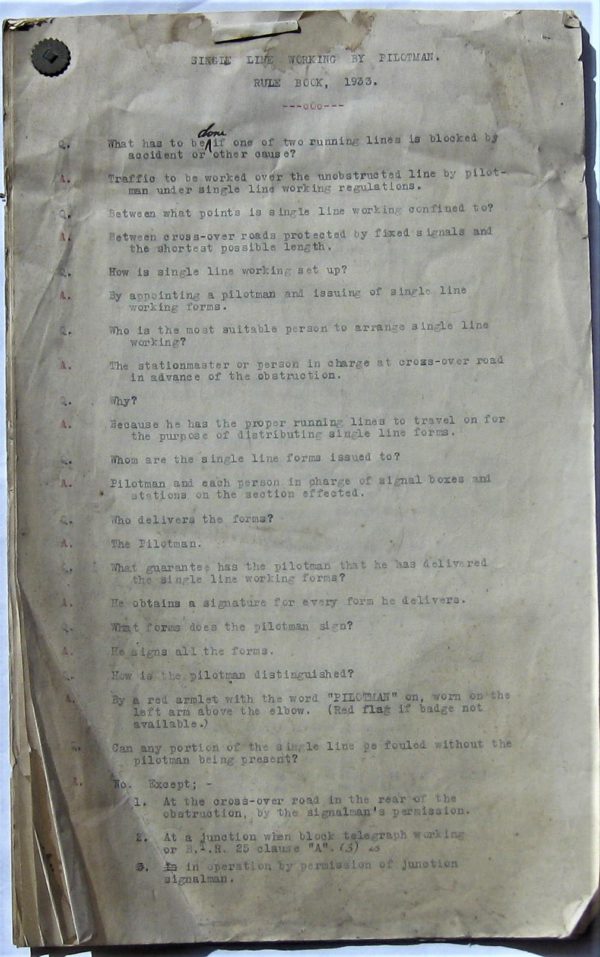 SINGLE LINE WORKING BY PILOTMAN.
RULE BOOK, 1933.
---oOo---
Q. What has to be done if one of two running lines is blocked by
accident or other cause?
A. Traffic to be worked over the unobstructed line by pilot-
man under single line working regulations.
Q. Between what points is single line working confined to?
A. Between cross-over roads protected by fixed signals and
the shortest possible length.
Q. How is single line working set up?
A. By appointing a pilotman and issuing of single line
working forms.
Q. Who is the most suitable person to arrange single line
working?
A. The stationmaster or person in charge at cross-over road
in advance of the obstruction.
Q. Why?
A. Because he has the proper running lines to travel on for
the purpose of distributing single line forms.
Q. Whom are the single line forms issued to?
A. Pilotman and each person in charge of signal boxes and
stations on the section effected.
Q. Who delivers the forms?
A. The Pilotman.
Q. What guarantee has the pilotman that he has delivered
the single line working forms?
A. He obtains a signature for every form he delivers.
Q. What forms does the pilotman sign?
A. He signs all the forms.
Q. How is the pilotman distinguished?
A. By a red armlet with the word "PILOTMAN" on, worn on the
left arm above the elbow. (Red flag if badge not
available.)
Q. Can any portion of the single line be fouled without the
pilotman being present?
A. No. Except; -
1. At the cross-over road in the rear of the
obstruction, by the signalman's permission.
2. At a junction when block telegraph working
or 25 clause "A". (3) is
3. in operation by permission of junction
signalman.